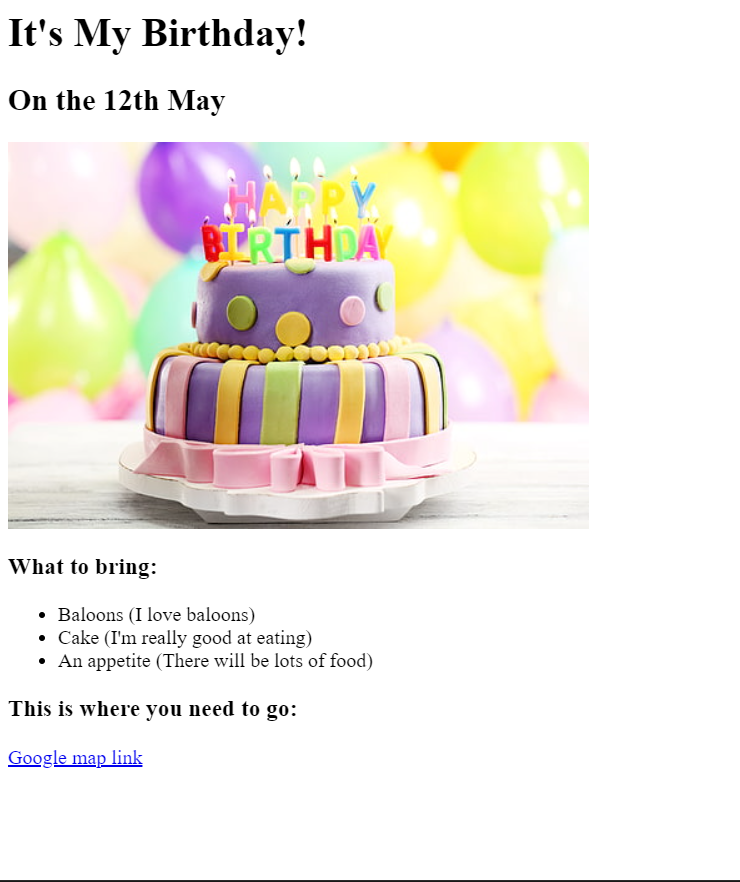 It's My Birthday!
On the 12th May
HAPPY
BIRTHDAY
What to bring:
Baloons (I love baloons)
Cake (I'm really good at eating)
An appetite (There will be lots of food)
This is where you need to go:
Google map link